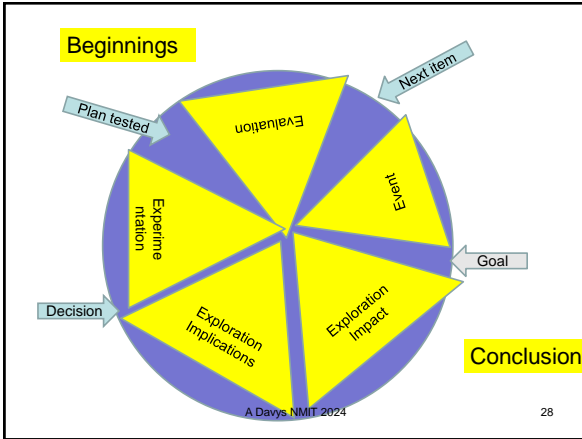 Beginnings
Next item
Plan tested
Evaluation
Event
Experime
ntation
Goal
Exploration
Impact
Decision
Exploration
Implications
Conclusion
A Davys NMIT 2024
28